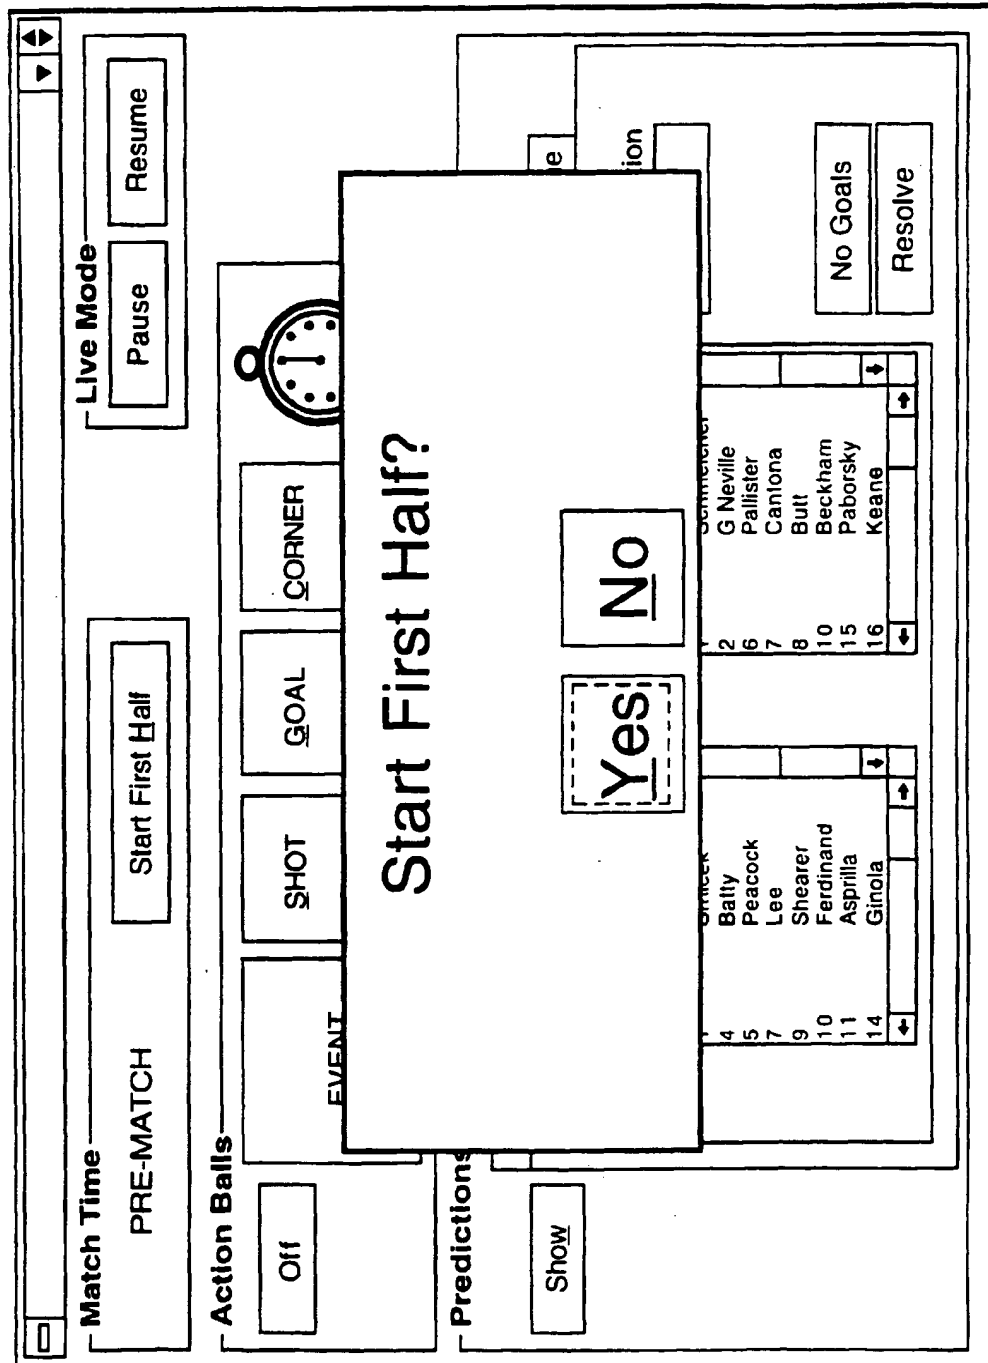 Match Time
PRE-MATCH
Start First Half
Live Mode
Pause
Resume
Action Balls
Off
EVENT
SHOT
GOAL
CORNER
Start First Half?
Yes
No
Predictions
Show
4 Batty
5 Peacock
7 Lee
9 Shearer
10 Ferdinand
11 Asprilla
14 Ginola
2 G Neville
6 Pallister
7 Cantona
8 Butt
10 Beckham
15 Paborsky
16 Keane
No Goals
Resolve